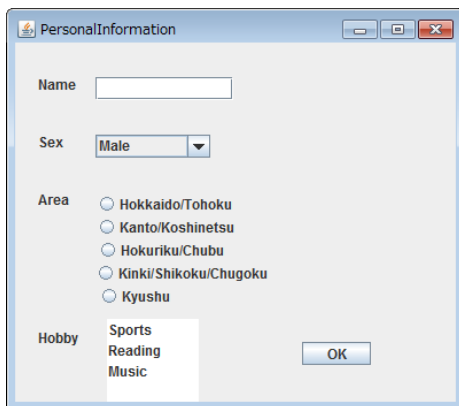 PersonalInformation
Name
Sex Male
Area
Hokkaido/Tohoku
Kanto/Koshinetsu
Hokuriku/Chubu
Kinki/Shikoku/Chugoku
Kyushu
Hobby
Sports
Reading
Music
OK